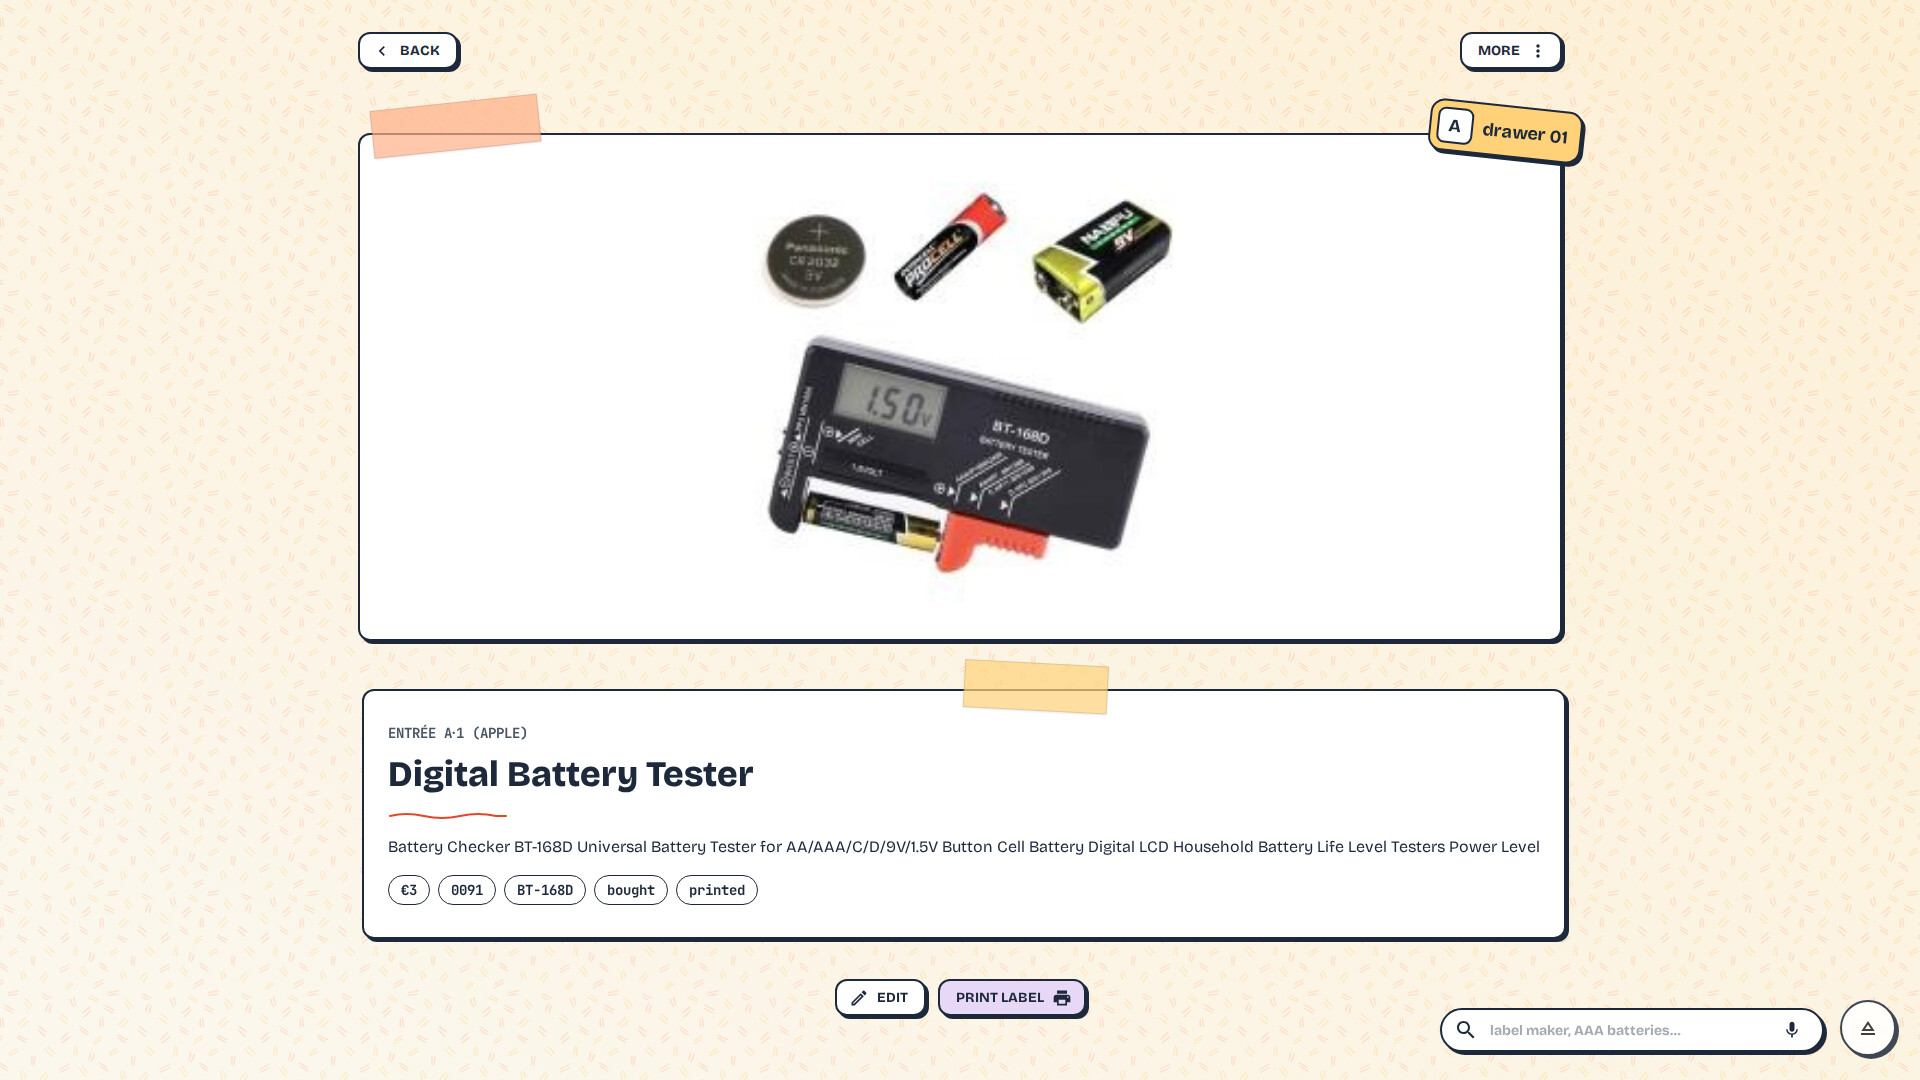 BACK
MORE
A drawer 01
Panasonic
CR2032
3V
PROCELL
9V
1.50V
BT-168D
BATTERY TESTER
1.5VOLT
ENTRÉE A·1 (APPLE)
Digital Battery Tester
Battery Checker BT-168D Universal Battery Tester for AA/AAA/C/D/9V/1.5V Button Cell Battery Digital LCD Household Battery Life Level Testers Power Level
€3 0091 BT-168D bought printed
EDIT PRINT LABEL
label maker, AAA batteries...